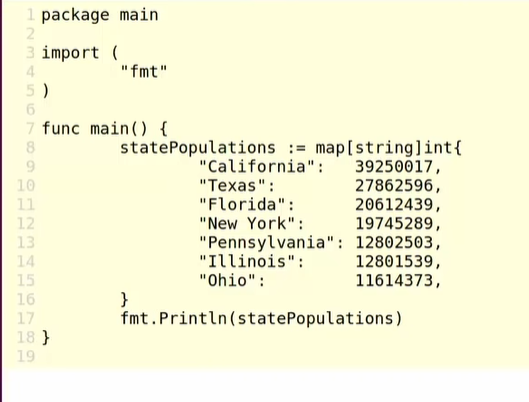 1 package main
2
3 import (
4         "fmt"
5 )
6
7 func main() {
8         statePopulations := map[string]int{
9                 "California":   39250017,
10                 "Texas":        27862596,
11                 "Florida":      20612439,
12                 "New York":     19745289,
13                 "Pennsylvania": 12802503,
14                 "Illinois":     12801539,
15                 "Ohio":         11614373,
16         }
17         fmt.Println(statePopulations)
18 }
19